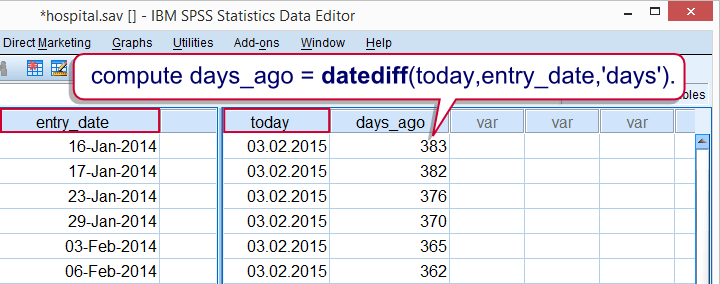 *hospital.sav [] - IBM SPSS Statistics Data Editor
Direct Marketing Graphs Utilities Add-ons Window Help
compute days_ago = datediff(today,entry_date,'days').
bles
entry_date today days_ago var var var
16-Jan-2014 03.02.2015 383
17-Jan-2014 03.02.2015 382
23-Jan-2014 03.02.2015 376
29-Jan-2014 03.02.2015 370
03-Feb-2014 03.02.2015 365
06-Feb-2014 03.02.2015 362